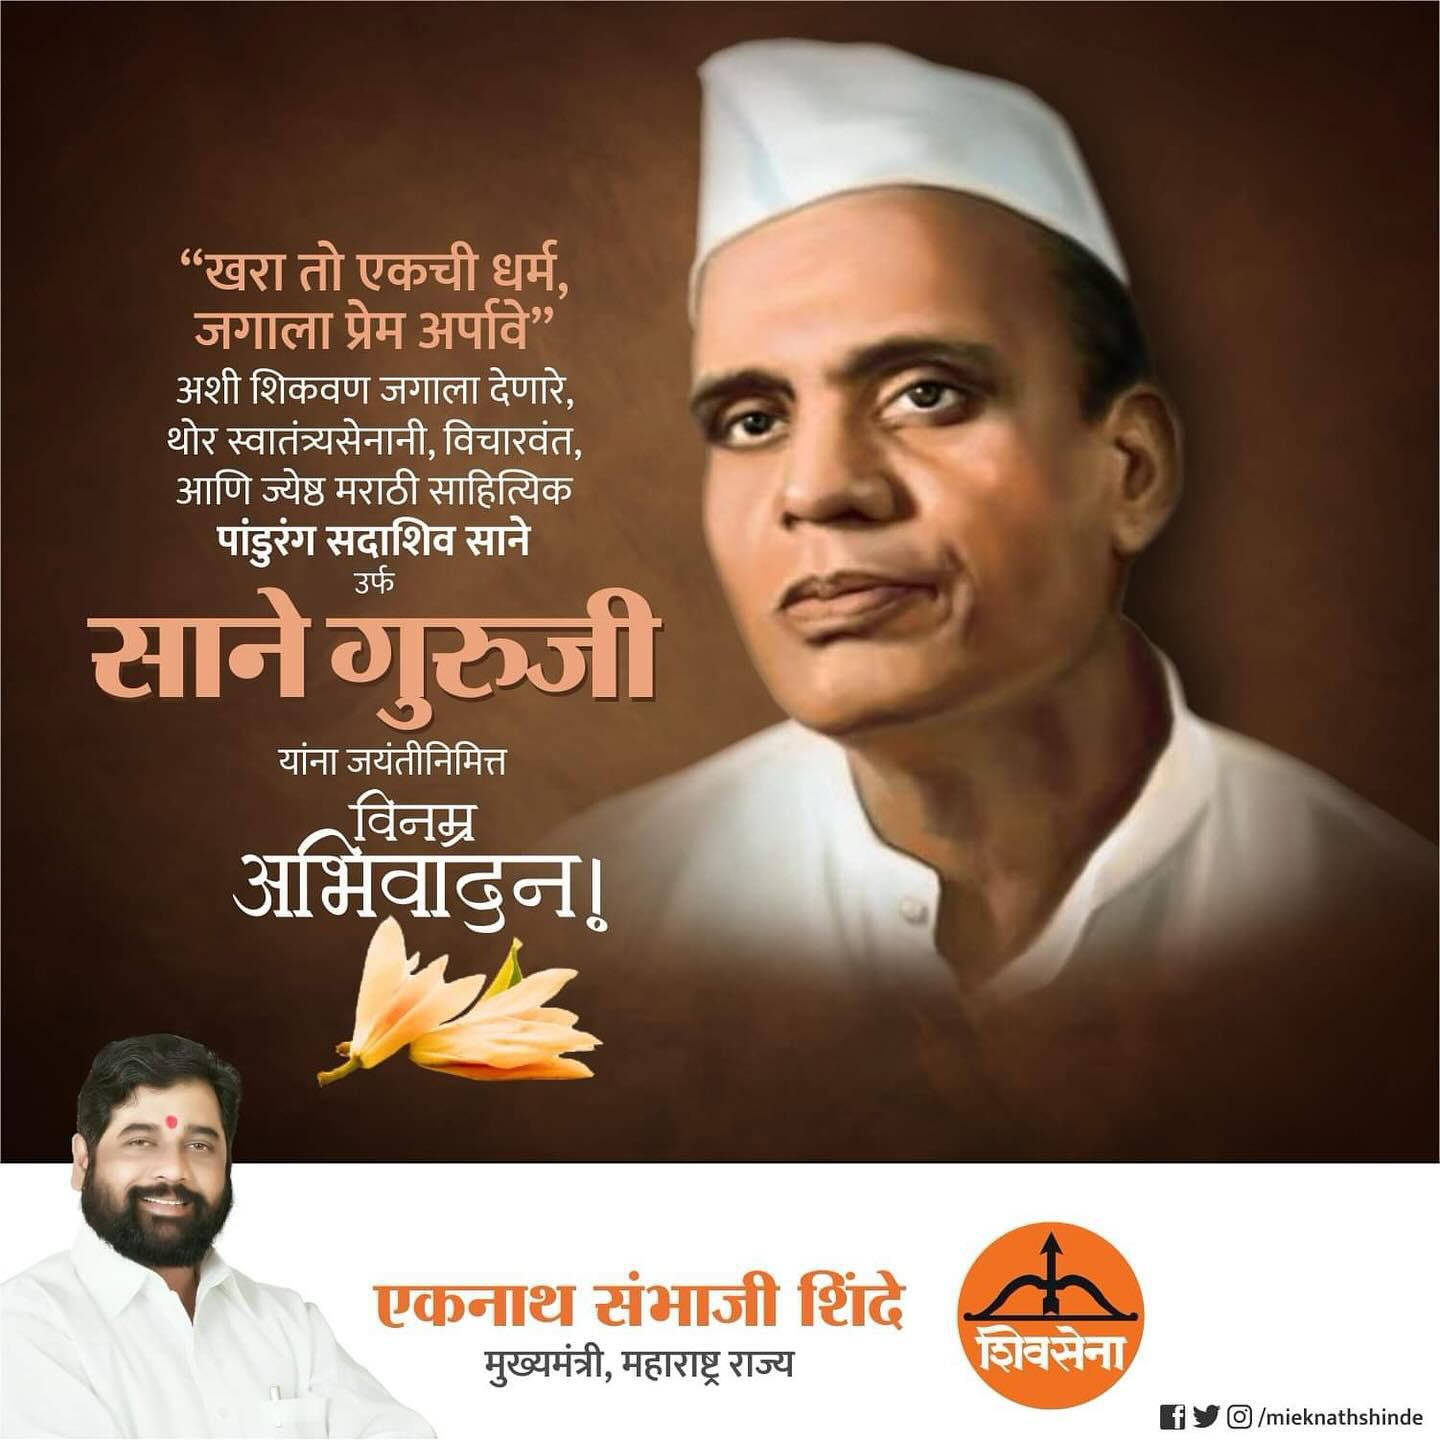 “खरा तो एकची धर्म,
जगाला प्रेम अर्पावे”
अशी शिकवण जगाला देणारे,
थोर स्वातंत्र्यसेनानी, विचारवंत,
आणि ज्येष्ठ मराठी साहित्यिक
पांडुरंग सदाशिव साने
उर्फ
साने गुरुजी
यांना जयंतीनिमित्त
विनम्र
अभिवादन!
एकनाथ संभाजी शिंदे
मुख्यमंत्री, महाराष्ट्र राज्य
शिवसेना
/mieknathshinde